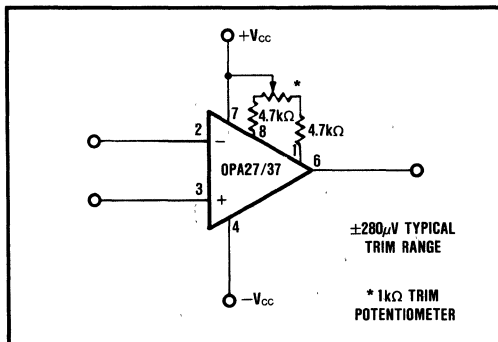 +VCC
*
7
4.7kΩ
8
4.7kΩ
1
2
−
OPA27/37
6
3
+
4
±280μV TYPICAL
TRIM RANGE
−VCC
* 1kΩ TRIM
POTENTIOMETER